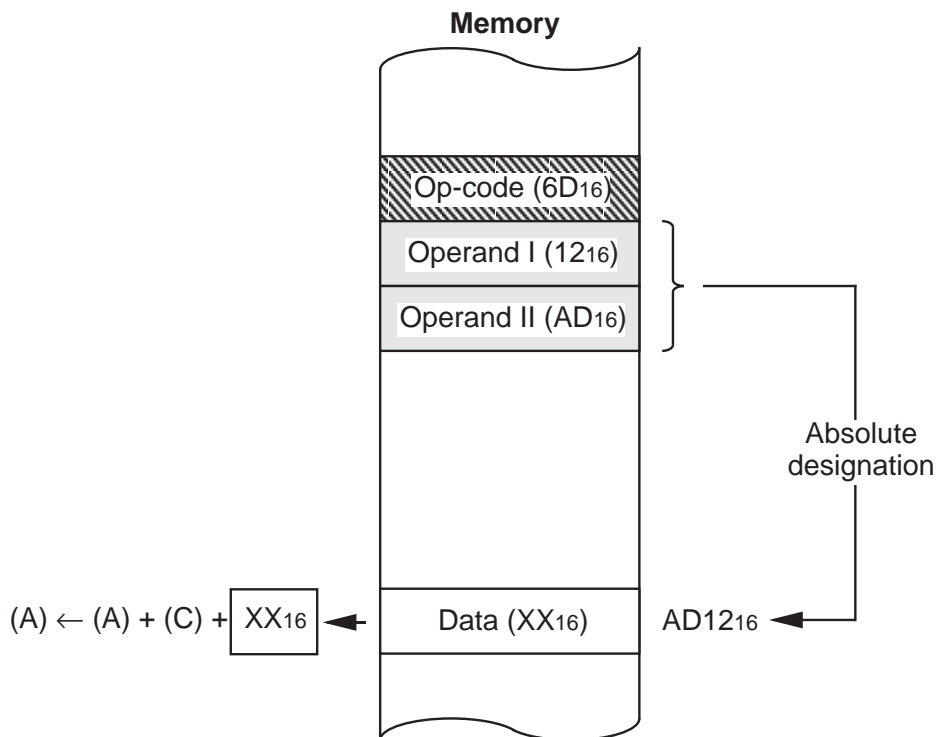 Memory
Op-code (6D16)
Operand I (1216)
Operand II (AD16)
Absolute
designation
(A) ← (A) + (C) + XX16
Data (XX16)
AD1216